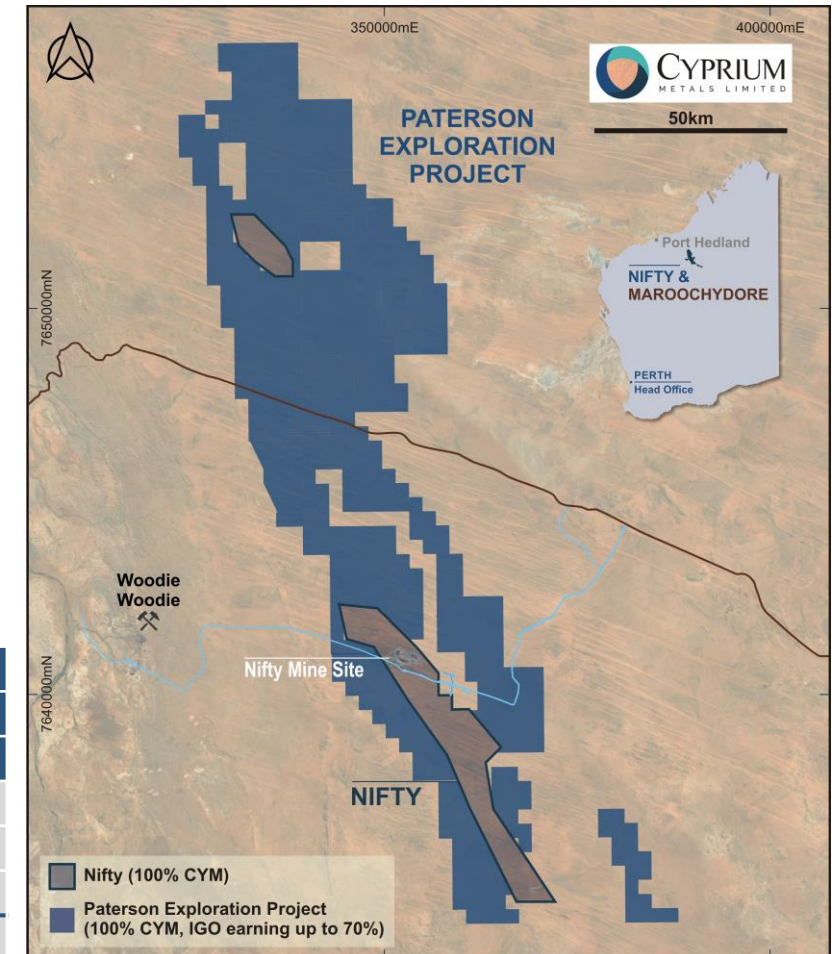 350000mE
400000mE
CYPRIUM
METALS LIMITED
50km
PATERSON
EXPLORATION
PROJECT
Port Hedland
NIFTY &
MAROOCHYDORE
PERTH
Head Office
7650000mN
Woodie
Woodie
Nifty Mine Site
7640000mN
NIFTY
Nifty (100% CYM)
Paterson Exploration Project
(100% CYM, IGO earning up to 70%)